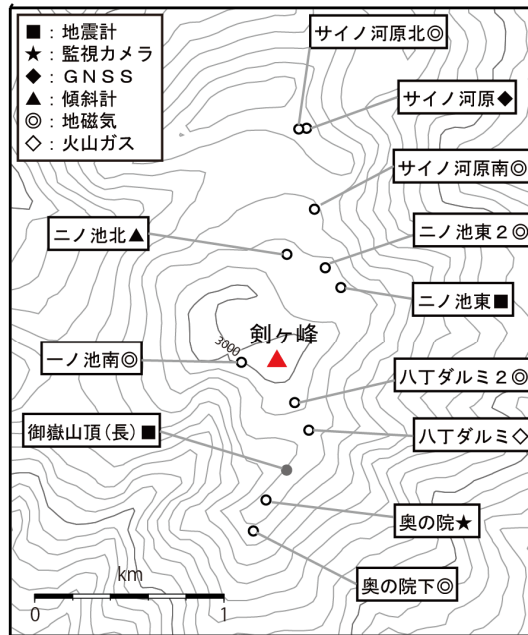 ■：地震計
★：監視カメラ
◆：ＧＮＳＳ
▲：傾斜計
◎：地磁気
◇：火山ガス
サイノ河原北◎
サイノ河原◆
サイノ河原南◎
二ノ池北▲
二ノ池東２◎
二ノ池東■
3000
剣ヶ峰
一ノ池南◎
八丁ダルミ２◎
御嶽山頂(長)■
八丁ダルミ◇
奥の院★
奥の院下◎
km
0 1